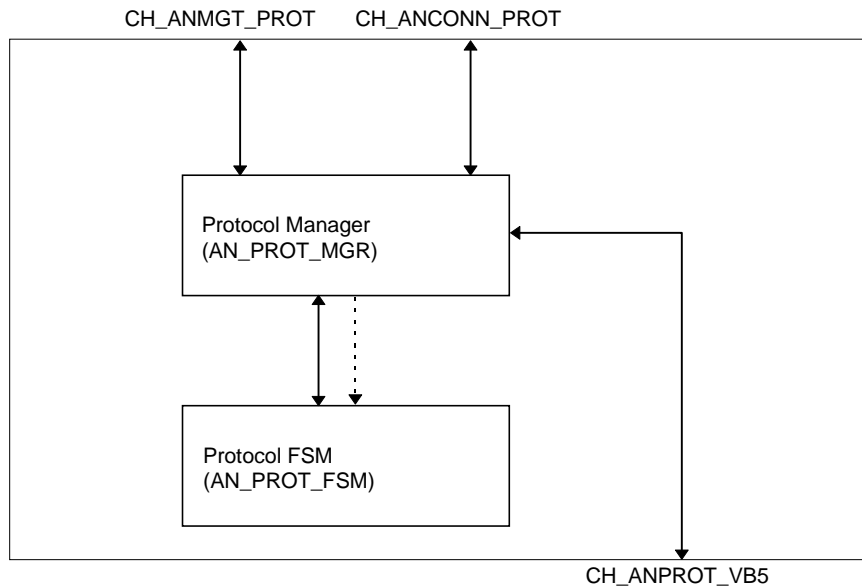 CH_ANMGT_PROT
CH_ANCONN_PROT
Protocol Manager
(AN_PROT_MGR)
Protocol FSM
(AN_PROT_FSM)
CH_ANPROT_VB5